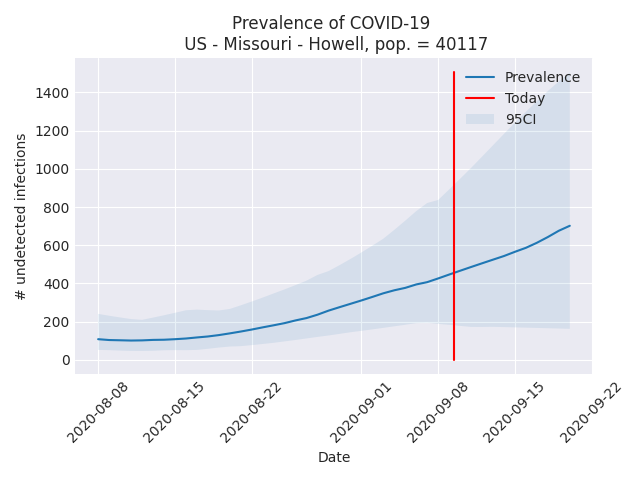 Prevalence of COVID-19
US - Missouri - Howell, pop. = 40117
Prevalence
Today
95CI
# undetected infections
1400
1200
1000
800
600
400
200
0
2020-08-08
2020-08-15
2020-08-22
2020-09-01
2020-09-08
2020-09-15
2020-09-22
Date